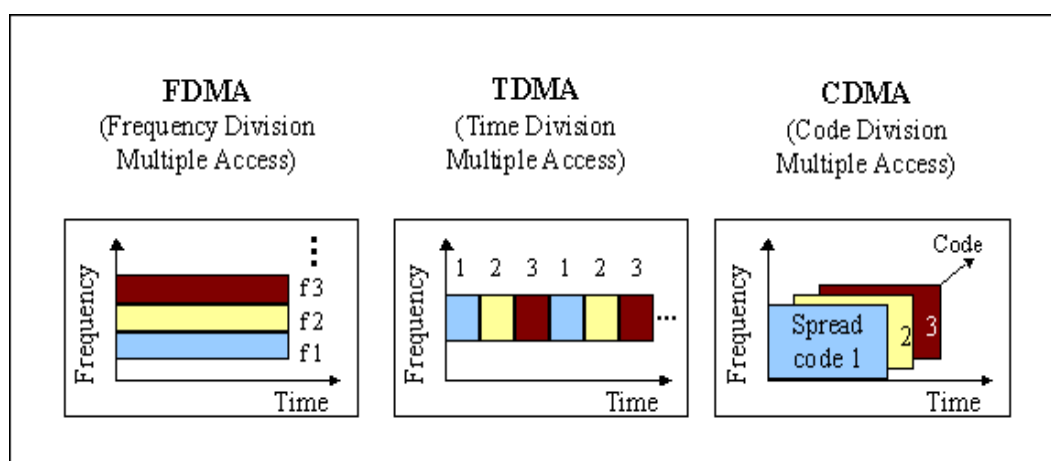 FDMA
(Frequency Division
Multiple Access)
Frequency
f3
f2
f1
Time
TDMA
(Time Division
Multiple Access)
Frequency
1 2 3 1 2 3
...
Time
CDMA
(Code Division
Multiple Access)
Frequency
Code
Spread
code 1
2
3
Time